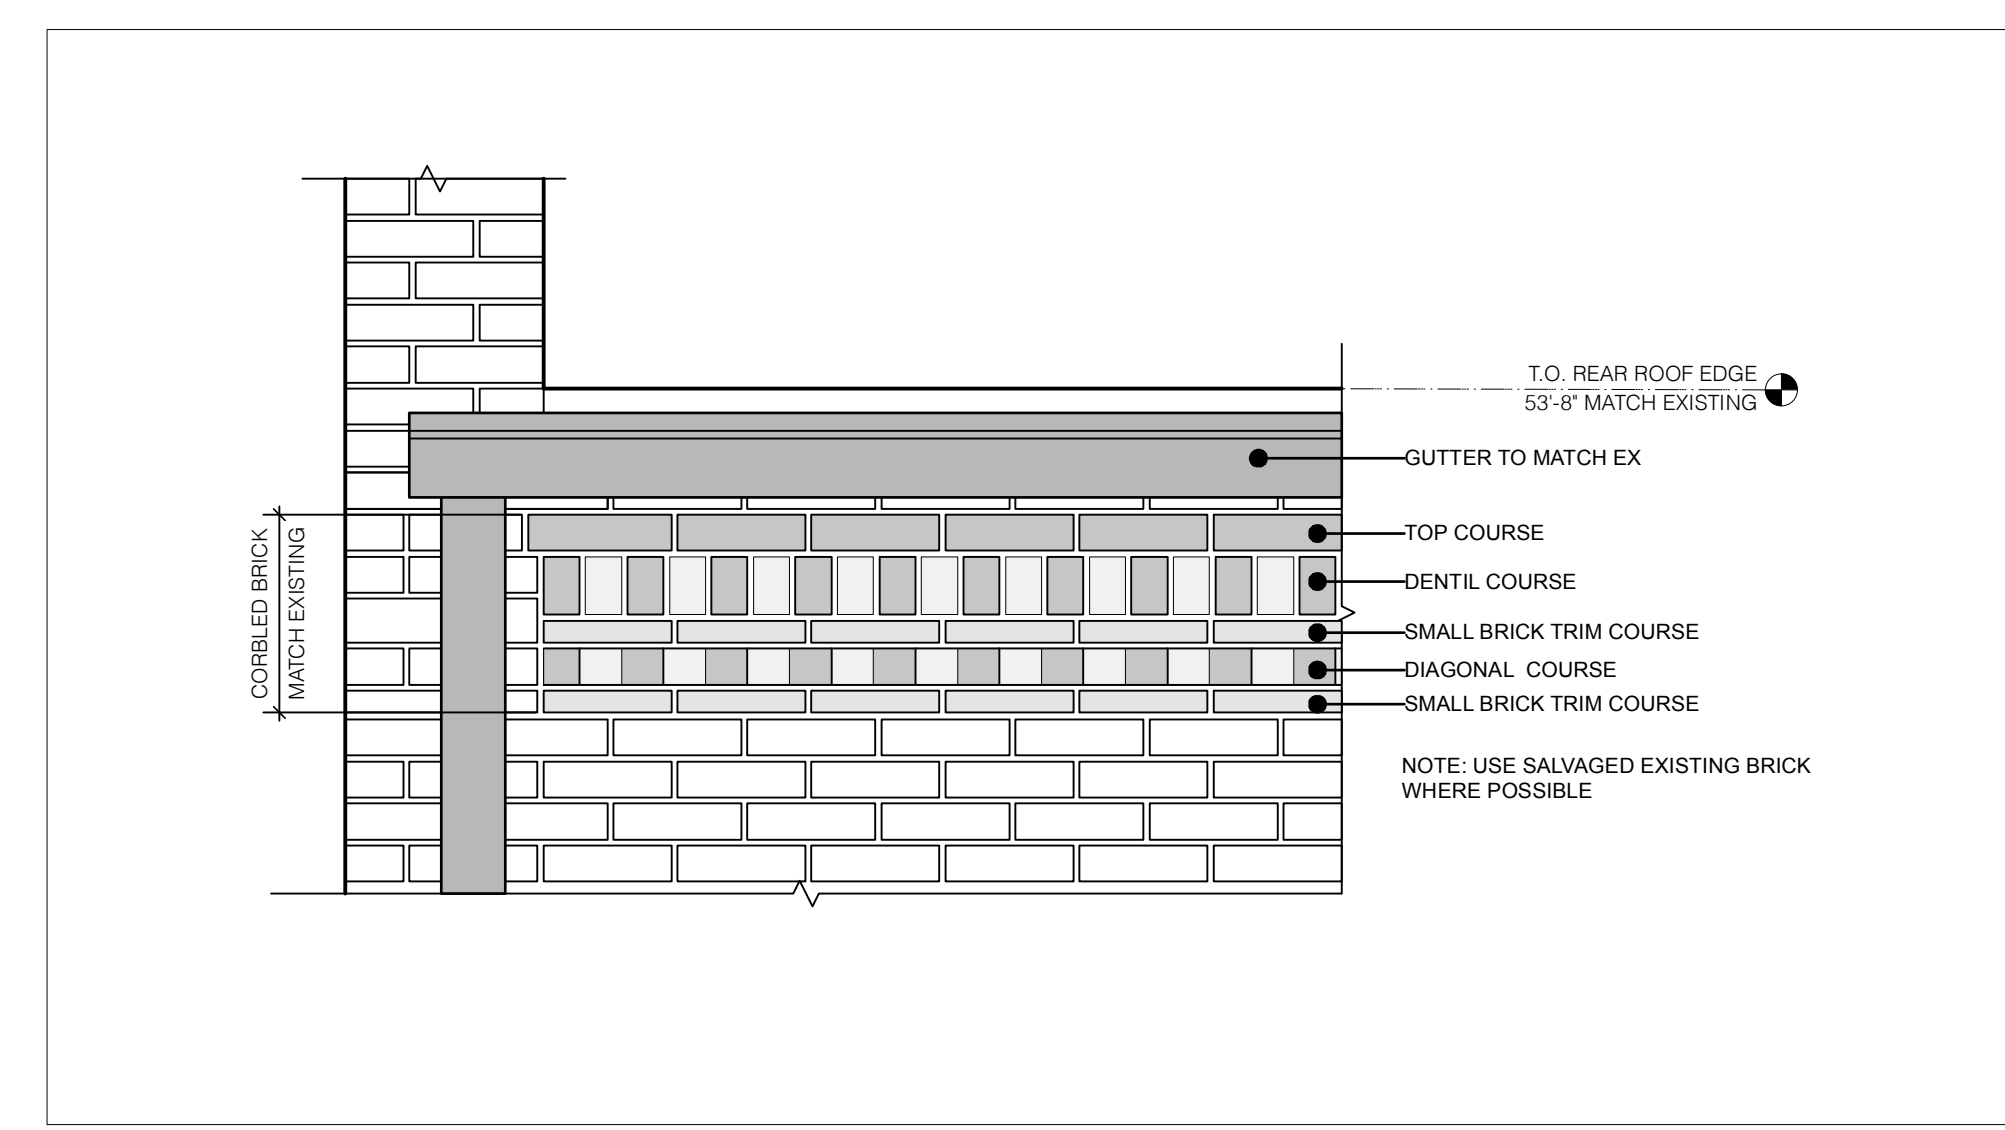 T.O. REAR ROOF EDGE
53'-8" MATCH EXISTING
GUTTER TO MATCH EX
TOP COURSE
DENTIL COURSE
SMALL BRICK TRIM COURSE
DIAGONAL COURSE
SMALL BRICK TRIM COURSE
NOTE: USE SALVAGED EXISTING BRICK
WHERE POSSIBLE
CORBLED BRICK
MATCH EXISTING